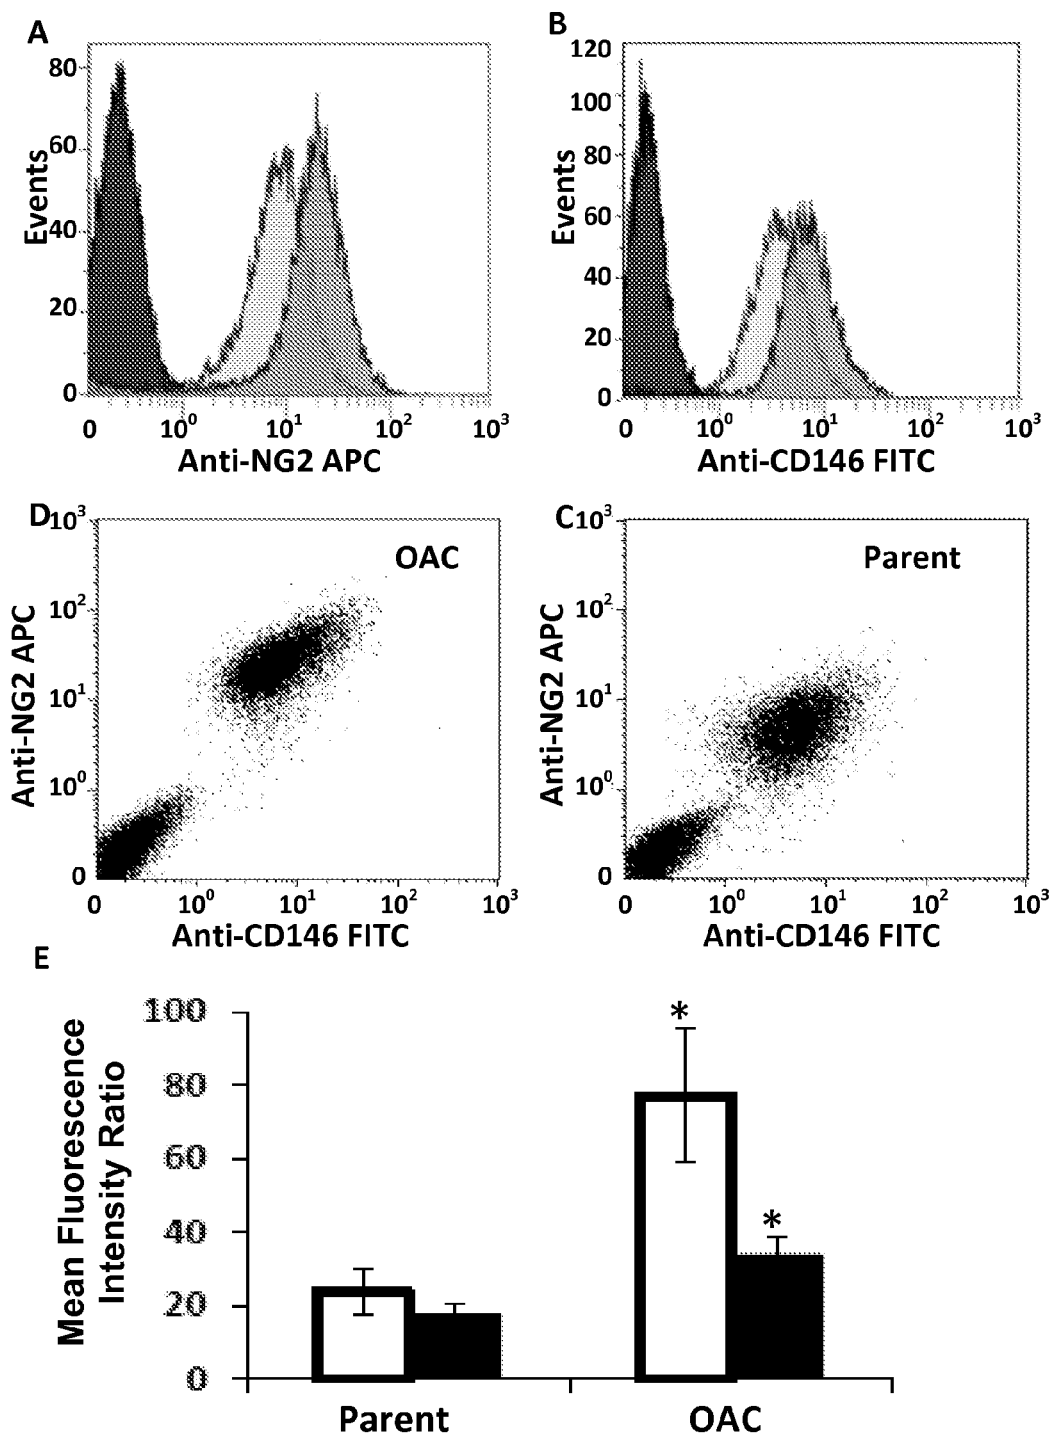 A
80
60
40
20
0
Events
0 10⁰ 10¹ 10² 10³
Anti-NG2 APC
B
120
100
80
60
40
20
0
Events
0 10⁰ 10¹ 10² 10³
Anti-CD146 FITC
D
10³
10²
10¹
10⁰
0
Anti-NG2 APC
OAC
0 10⁰ 10¹ 10² 10³
Anti-CD146 FITC
C
10³
10²
10¹
10⁰
0
Anti-NG2 APC
Parent
0 10⁰ 10¹ 10² 10³
Anti-CD146 FITC
E
100
80
60
40
20
0
Mean Fluorescence
Intensity Ratio
*
*
Parent OAC